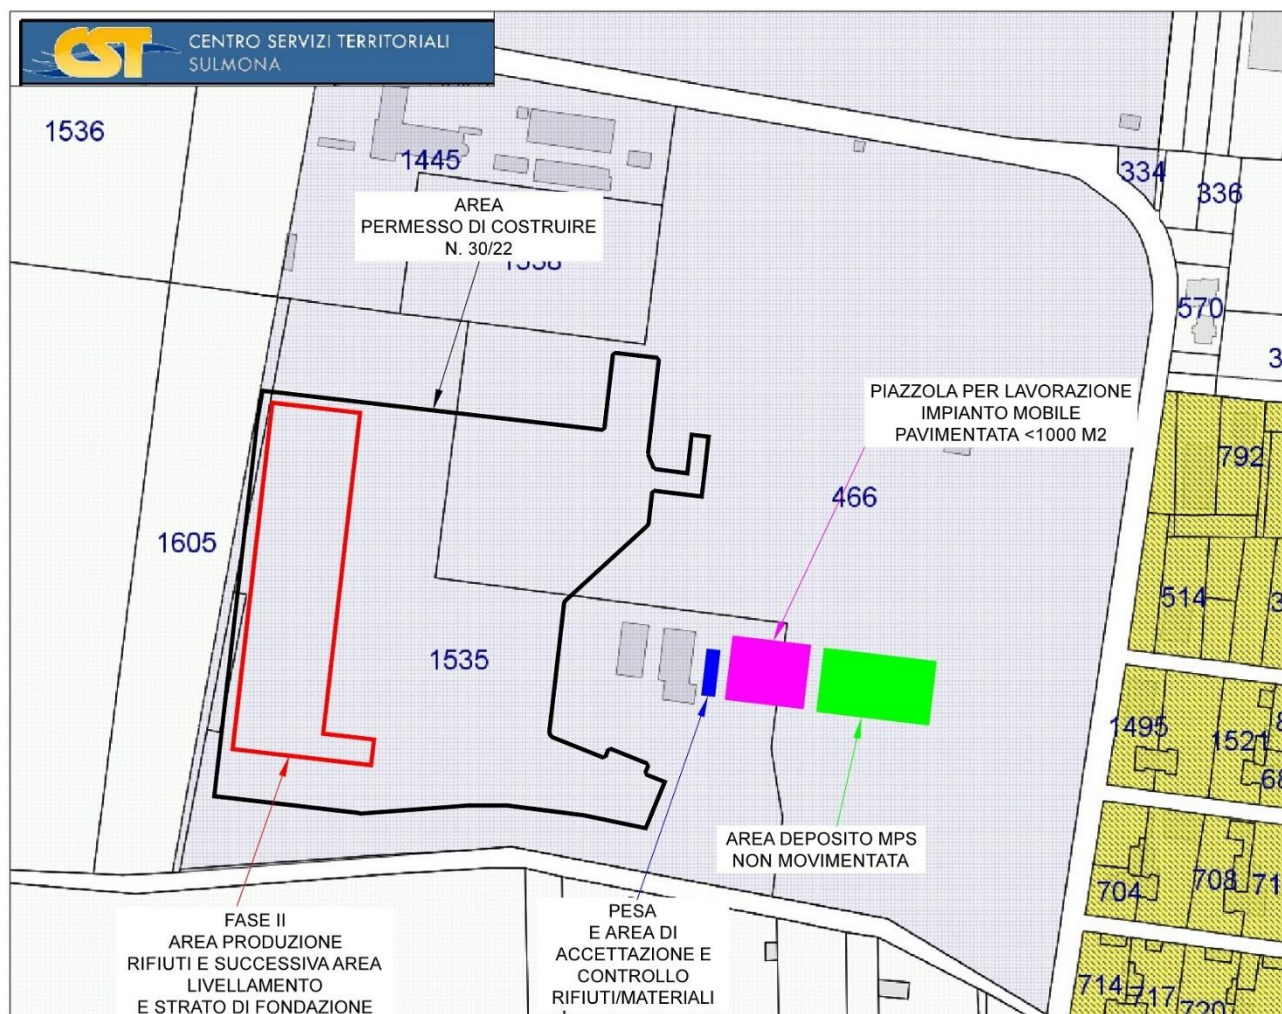 CST
CENTRO SERVIZI TERRITORIALI
SULMONA
1536
1445
334
336
AREA
PERMESSO DI COSTRUIRE
N. 30/22
570
PIAZZOLA PER LAVORAZIONE
IMPIANTO MOBILE
PAVIMENTATA <1000 M2
792
466
1605
514
1535
1495
1521
AREA DEPOSITO MPS
NON MOVIMENTATA
704
708
FASE II
AREA PRODUZIONE
RIFIUTI E SUCCESSIVA AREA
LIVELLAMENTO
E STRATO DI FONDAZIONE
PESA
E AREA DI
ACCETTAZIONE E
CONTROLLO
RIFIUTI/MATERIALI
714
717
720